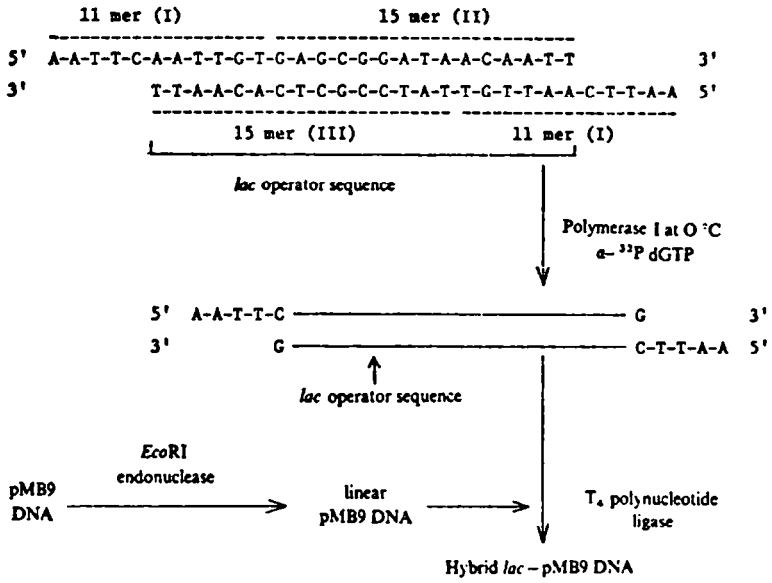 11 mer (I) 15 mer (II)
5' A-A-T-T-C-A-A-T-T-G-T-G-A-G-C-G-G-A-T-A-A-C-A-A-T-T 3'
3' T-T-A-A-C-A-C-T-C-G-C-C-T-A-T-T-G-T-T-A-A-C-T-T-A-A 5'
15 mer (III) 11 mer (I)
lac operator sequence
Polymerase I at O °C
α-³²P dGTP
5' A-A-T-T-C G 3'
3' G C-T-T-A-A 5'
lac operator sequence
EcoRI
endonuclease
pMB9
DNA
linear
pMB9 DNA
T₄ polynucleotide
ligase
Hybrid lac – pMB9 DNA